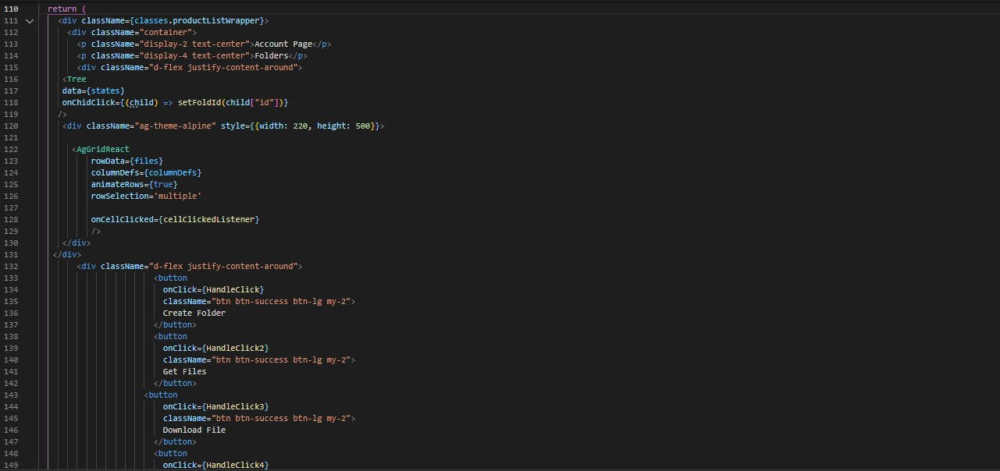 110 return (
111 <div className={classes.productListWrapper}>
112 <div className="container">
113 <p className="display-2 text-center">Account Page</p>
114 <p className="display-4 text-center">Folders</p>
115 <div className="d-flex justify-content-around">
116 <Tree
117 data={states}
118 onChidClick={(child) => setFoldId(child["id"])}
119 />
120 <div className="ag-theme-alpine" style={{width: 220, height: 500}}>
121
122 <AgGridReact
123 rowData={files}
124 columnDefs={columnDefs}
125 animateRows={true}
126 rowSelection='multiple'
127
128 onCellClicked={cellClickedListener}
129 />
130 </div>
131 </div>
132 <div className="d-flex justify-content-around">
133 <button
134 onClick={HandleClick}
135 className="btn btn-success btn-lg my-2">
136 Create Folder
137 </button>
138 <button
139 onClick={HandleClick2}
140 className="btn btn-success btn-lg my-2">
141 Get Files
142 </button>
143 <button
144 onClick={HandleClick3}
145 className="btn btn-success btn-lg my-2">
146 Download File
147 </button>
148 <button
149 onClick={HandleClick4}